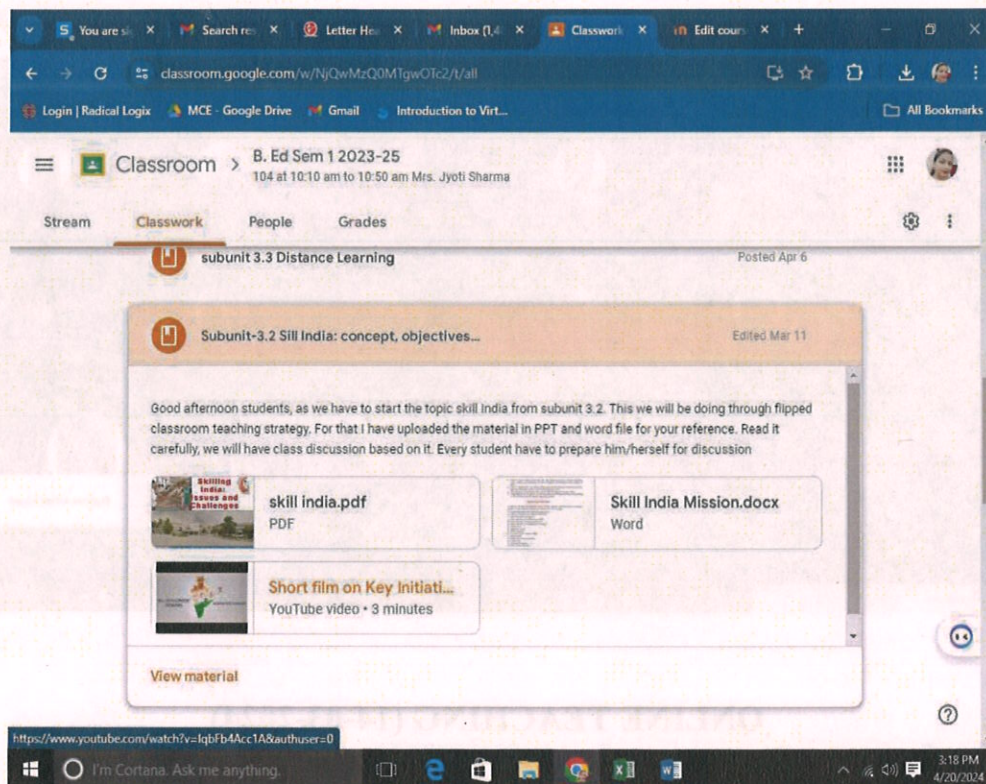 You are si
Search res
Letter Hea
Inbox (1,4
Classwork
Edit cours
classroom.google.com/w/NjQwMzQ0MTgwOTc2/t/all
Login | Radical Logix
MCE - Google Drive
Gmail
Introduction to Virt...
All Bookmarks
Classroom > B. Ed Sem 1 2023-25
104 at 10:10 am to 10:50 am Mrs. Jyoti Sharma
Stream Classwork People Grades
subunit 3.3 Distance Learning Posted Apr 6
Subunit-3.2 Sill India: concept, objectives... Edited Mar 11
Good afternoon students, as we have to start the topic skill India from subunit 3.2. This we will be doing through flipped
classroom teaching strategy. For that I have uploaded the material in PPT and word file for your reference. Read it
carefully, we will have class discussion based on it. Every student have to prepare him/herself for discussion
Skilling
India:
Issues and
Challenges
skill india.pdf
PDF
Skill India Mission.docx
Word
Short film on Key Initiati...
YouTube video • 3 minutes
View material
https://www.youtube.com/watch?v=IqbFb4Acc1A&authuser=0
I'm Cortana. Ask me anything.
3:18 PM
4/20/2024